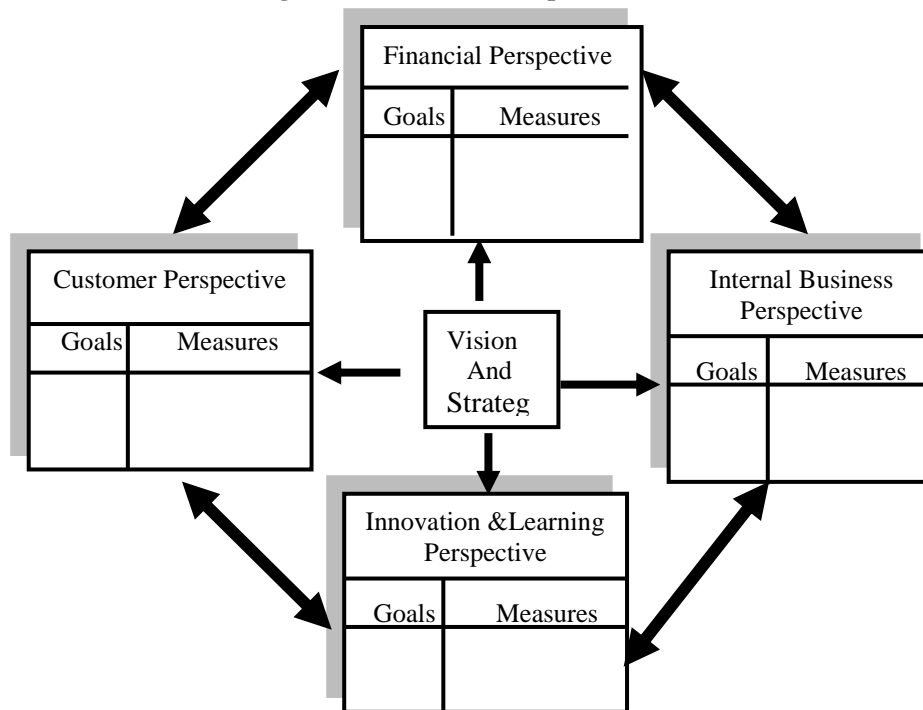 Financial Perspective
Goals Measures
Customer Perspective
Goals Measures
Vision
And
Strateg
Internal Business
Perspective
Goals Measures
Innovation &Learning
Perspective
Goals Measures